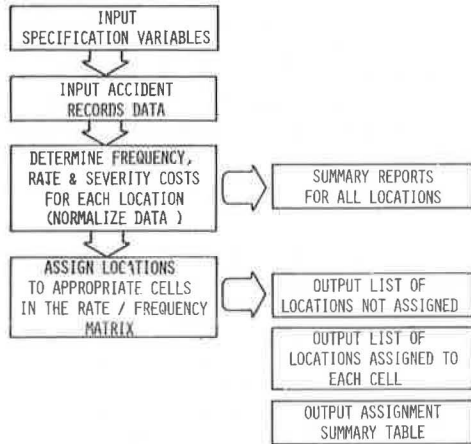 INPUT
SPECIFICATION VARIABLES
INPUT ACCIDENT
RECORDS DATA
DETERMINE FREQUENCY,
RATE & SEVERITY COSTS
FOR EACH LOCATION
(NORMALIZE DATA )
SUMMARY REPORTS
FOR ALL LOCATIONS
ASSIGN LOCATIONS
TO APPROPRIATE CELLS
IN THE RATE / FREQUENCY
MATRIX
OUTPUT LIST OF
LOCATIONS NOT ASSIGNED
OUTPUT LIST OF
LOCATIONS ASSIGNED TO
EACH CELL
OUTPUT ASSIGNMENT
SUMMARY TABLE